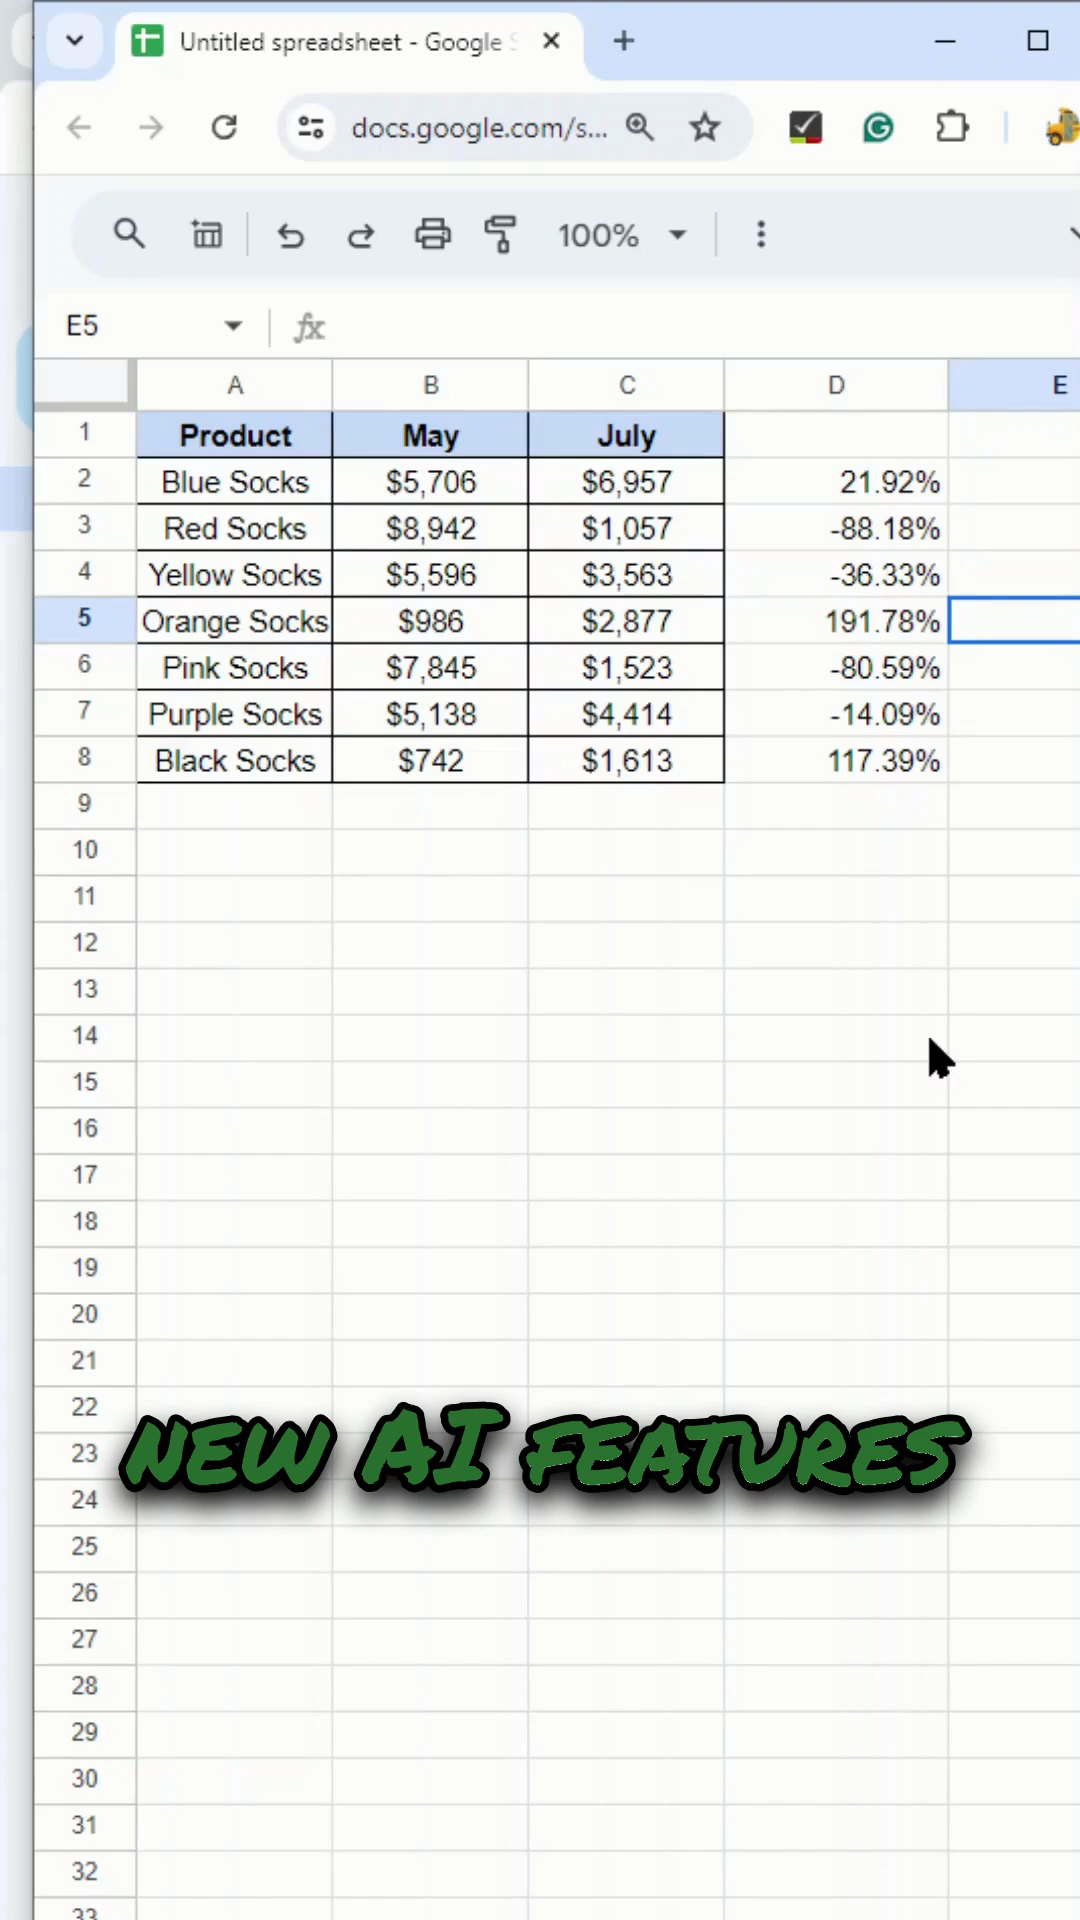 Untitled spreadsheet - Google
docs.google.com/s...
100%
E5 fx
A B C D E
1 Product May July
2 Blue Socks $5,706 $6,957 21.92%
3 Red Socks $8,942 $1,057 -88.18%
4 Yellow Socks $5,596 $3,563 -36.33%
5 Orange Socks $986 $2,877 191.78%
6 Pink Socks $7,845 $1,523 -80.59%
7 Purple Socks $5,138 $4,414 -14.09%
8 Black Socks $742 $1,613 117.39%
9
10
11
12
13
14
15
16
17
18
19
20
21
22
NEW AI FEATURES
23
24
25
26
27
28
29
30
31
32
33